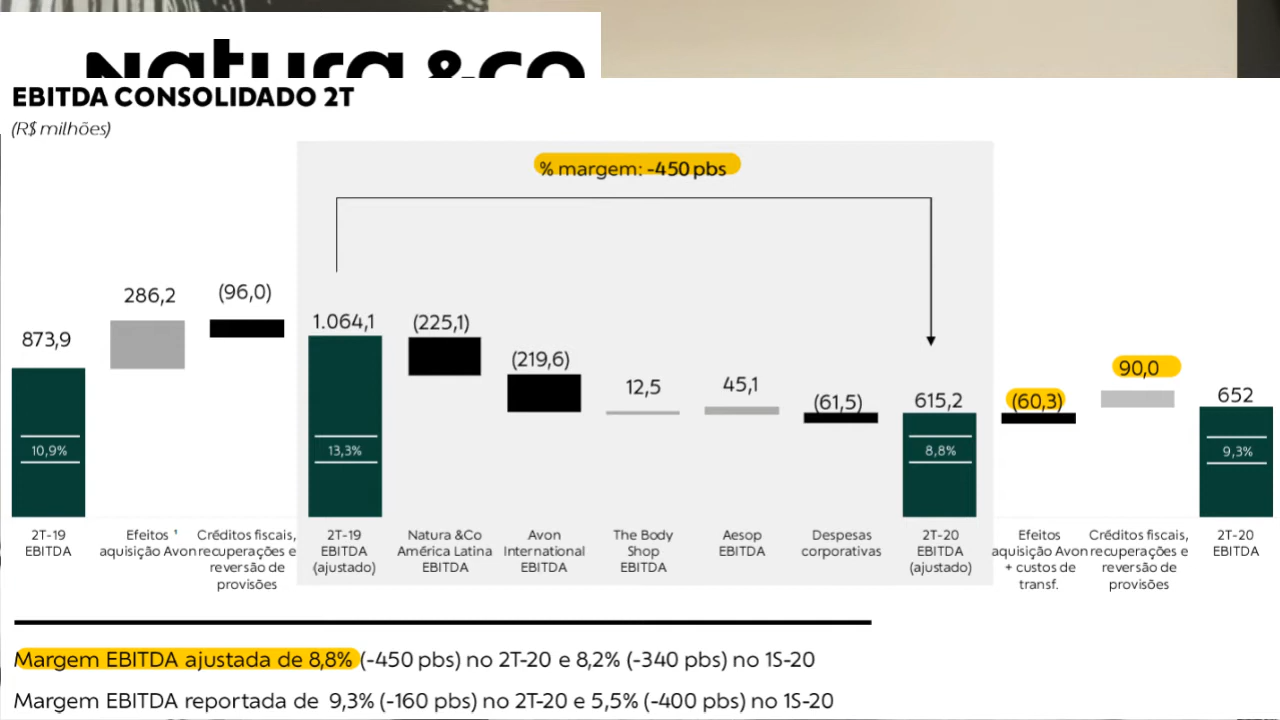 Natura &co
EBITDA CONSOLIDADO 2T
(R$ milhões)
% margem: -450 pbs
873,9
286,2
(96,0)
1.064,1
(225,1)
(219,6)
12,5
45,1
(61,5)
615,2
(60,3)
90,0
652
10,9%
13,3%
8,8%
9,3%
2T-19
EBITDA
Efeitos ¹
aquisição Avon
Créditos fiscais,
recuperações e
reversão de
provisões
2T-19
EBITDA
(ajustado)
Natura &Co
América Latina
EBITDA
Avon
International
EBITDA
The Body
Shop
EBITDA
Aesop
EBITDA
Despesas
corporativas
2T-20
EBITDA
(ajustado)
Efeitos
aquisição Avon
+ custos de
transf.
Créditos fiscais,
recuperações e
reversão de
provisões
2T-20
EBITDA
Margem EBITDA ajustada de 8,8% (-450 pbs) no 2T-20 e 8,2% (-340 pbs) no 1S-20
Margem EBITDA reportada de 9,3% (-160 pbs) no 2T-20 e 5,5% (-400 pbs) no 1S-20